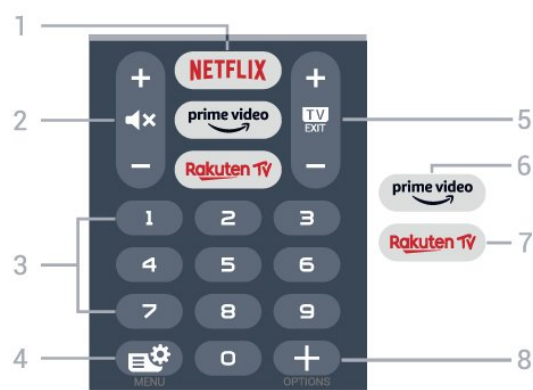 1
+ NETFLIX +
2 prime video TV EXIT 5
6
prime video
− Rakuten TV −
1 2 3
Rakuten TV 7
3 4 5 6
7 8 9
4 0 + 8
MENU OPTIONS